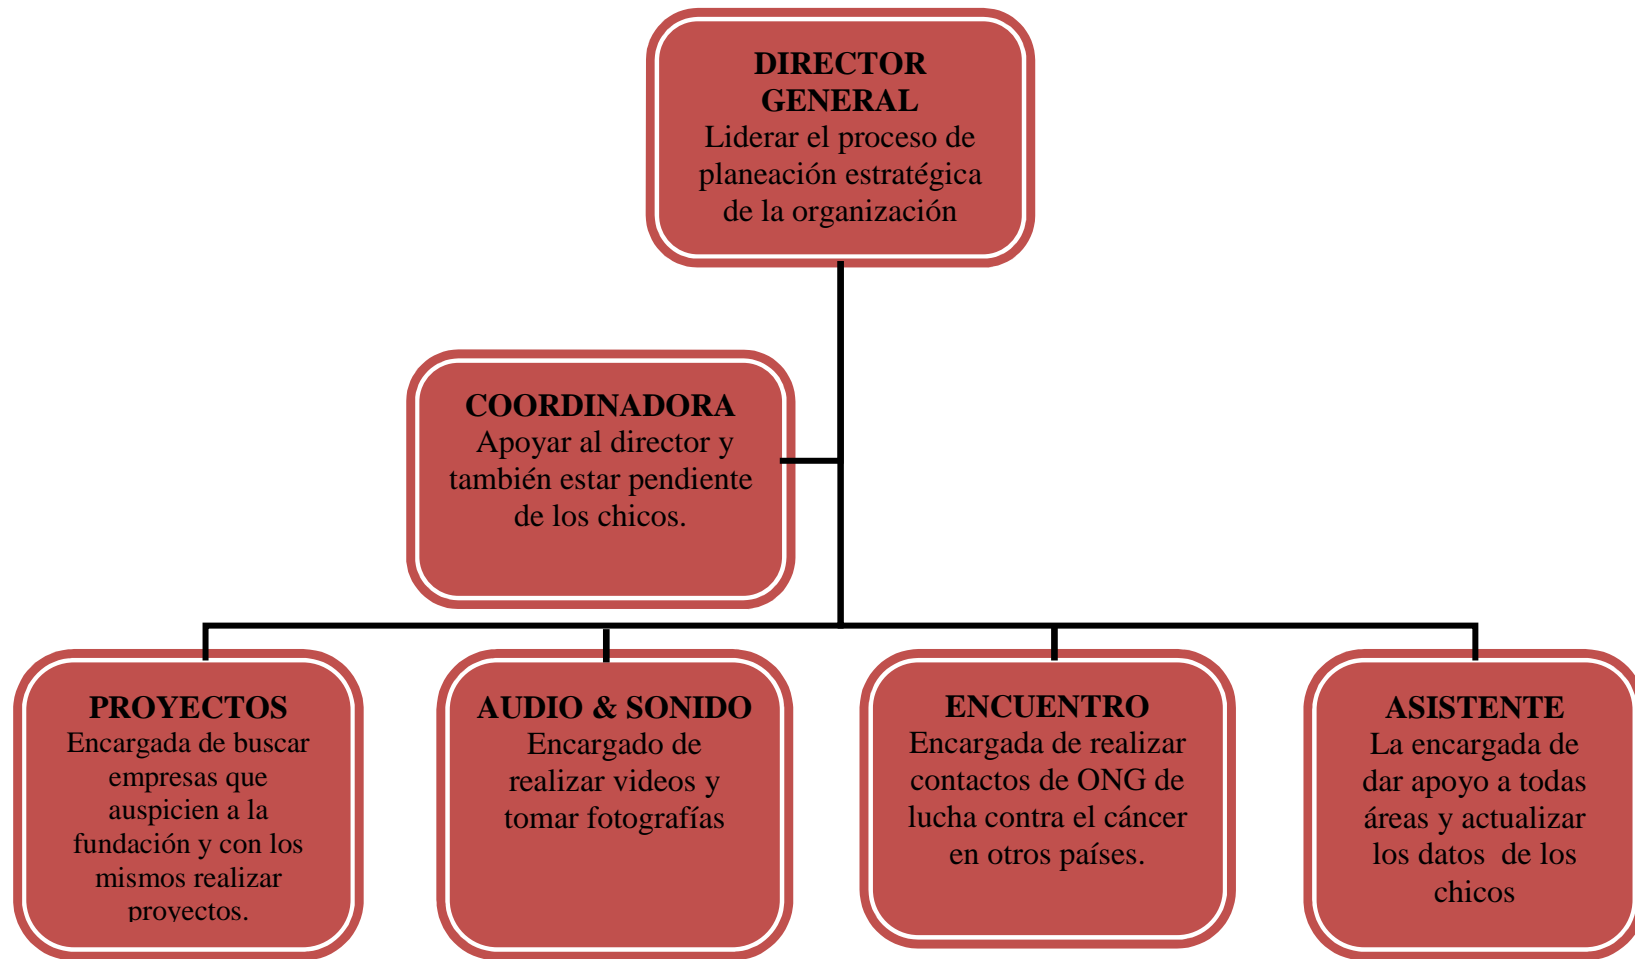 DIRECTOR
GENERAL
Liderar el proceso de
planeación estratégica
de la organización
COORDINADORA
Apoyar al director y
también estar pendiente
de los chicos.
PROYECTOS
Encargada de buscar
empresas que
auspicien a la
fundación y con los
mismos realizar
proyectos.
AUDIO & SONIDO
Encargado de
realizar videos y
tomar fotografías
ENCUENTRO
Encargada de realizar
contactos de ONG de
lucha contra el cáncer
en otros países.
ASISTENTE
La encargada de
dar apoyo a todas
áreas y actualizar
los datos  de los
chicos